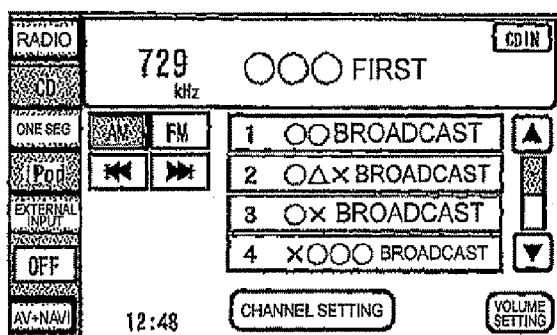 RADIO
729
kHz
○○○ FIRST
CD IN
CD
ONE SEG
AM
FM
1 ○○BROADCAST
2 ○△× BROADCAST
3 ○× BROADCAST
4 ×○○○ BROADCAST
iPod
EXTERNAL
INPUT
OFF
AV+NAVI
12:48
CHANNEL SETTING
VOLUME
SETTING